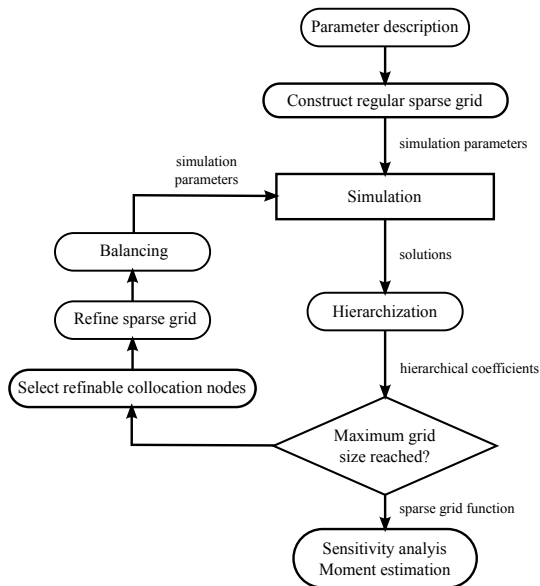 Parameter description
Construct regular sparse grid
simulation parameters
simulation
parameters
Simulation
solutions
Balancing
Hierarchization
Refine sparse grid
hierarchical coefficients
Select refinable collocation nodes
Maximum grid
size reached?
sparse grid function
Sensitivity analyis
Moment estimation